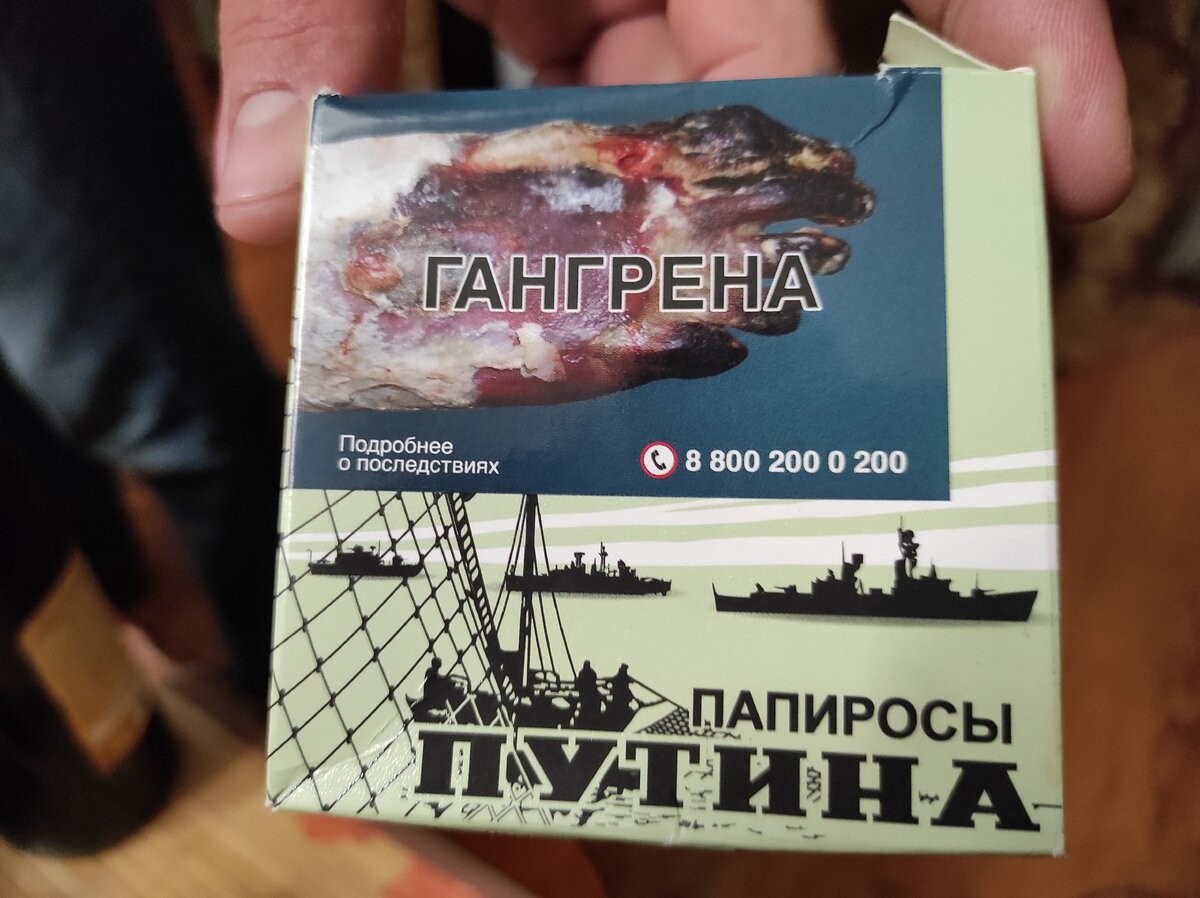 ГАНГРЕНА
Подробнее
о последствиях
8 800 200 0 200
ПАПИРОСЫ
ПУТИНА